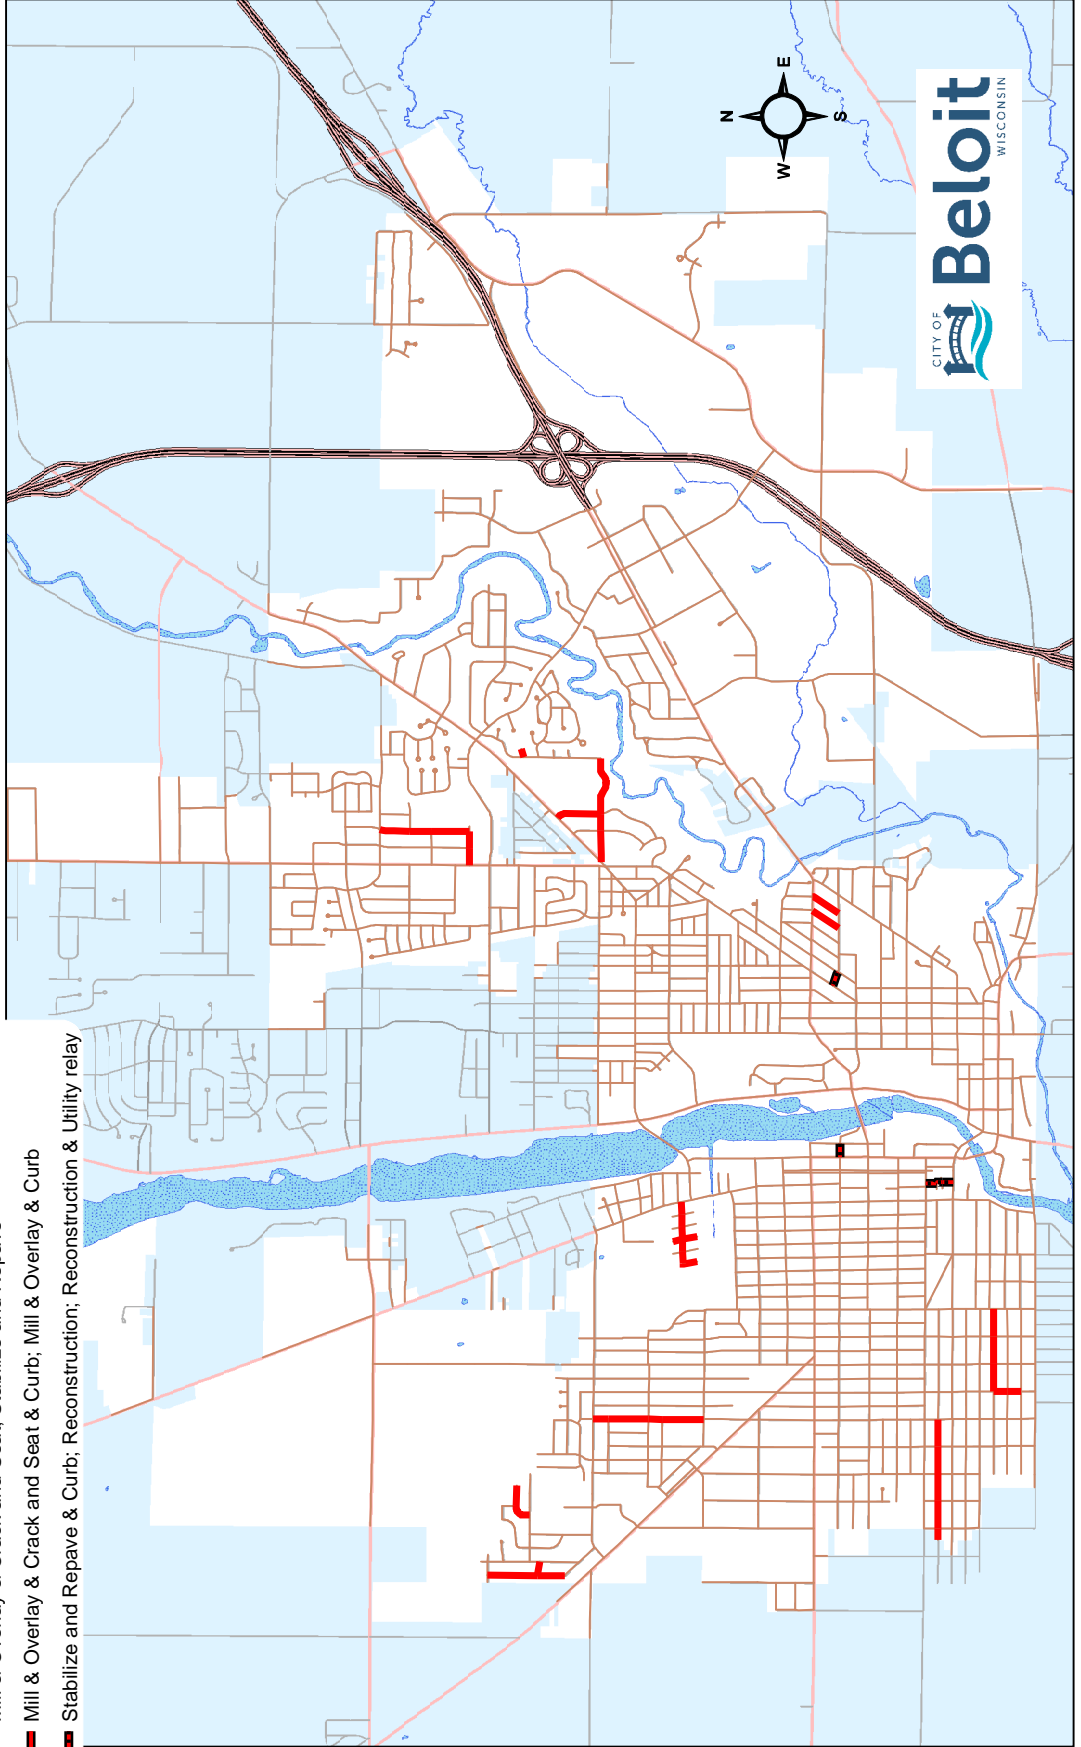 Mill & Overlay & Crack and Seat & Curb; Mill & Overlay & Curb
Stabilize and Repave & Curb; Reconstruction; Reconstruction & Utility relay
N
W
E
S
CITY OF
Beloit
WISCONSIN